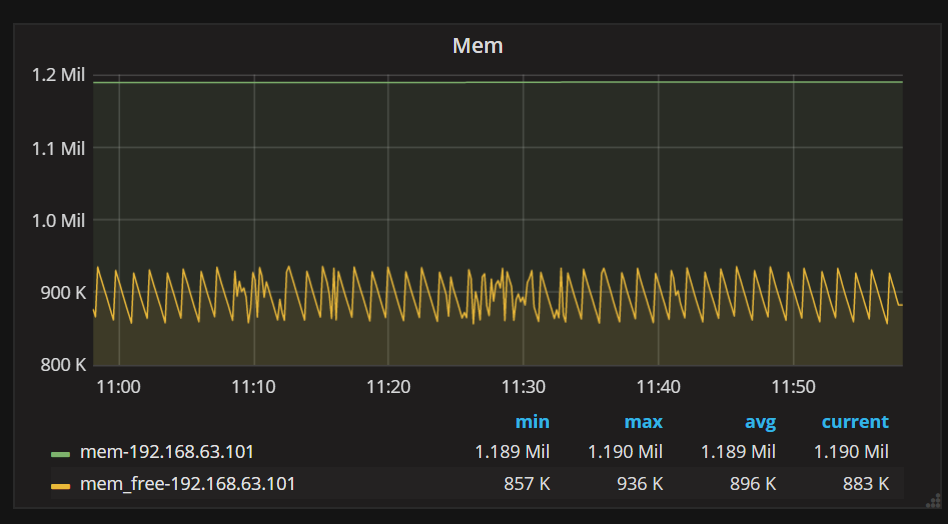 Mem
1.2 Mil
1.1 Mil
1.0 Mil
900 K
800 K
11:00 11:10 11:20 11:30 11:40 11:50
min max avg current
mem-192.168.63.101 1.189 Mil 1.190 Mil 1.189 Mil 1.190 Mil
mem_free-192.168.63.101 857 K 936 K 896 K 883 K